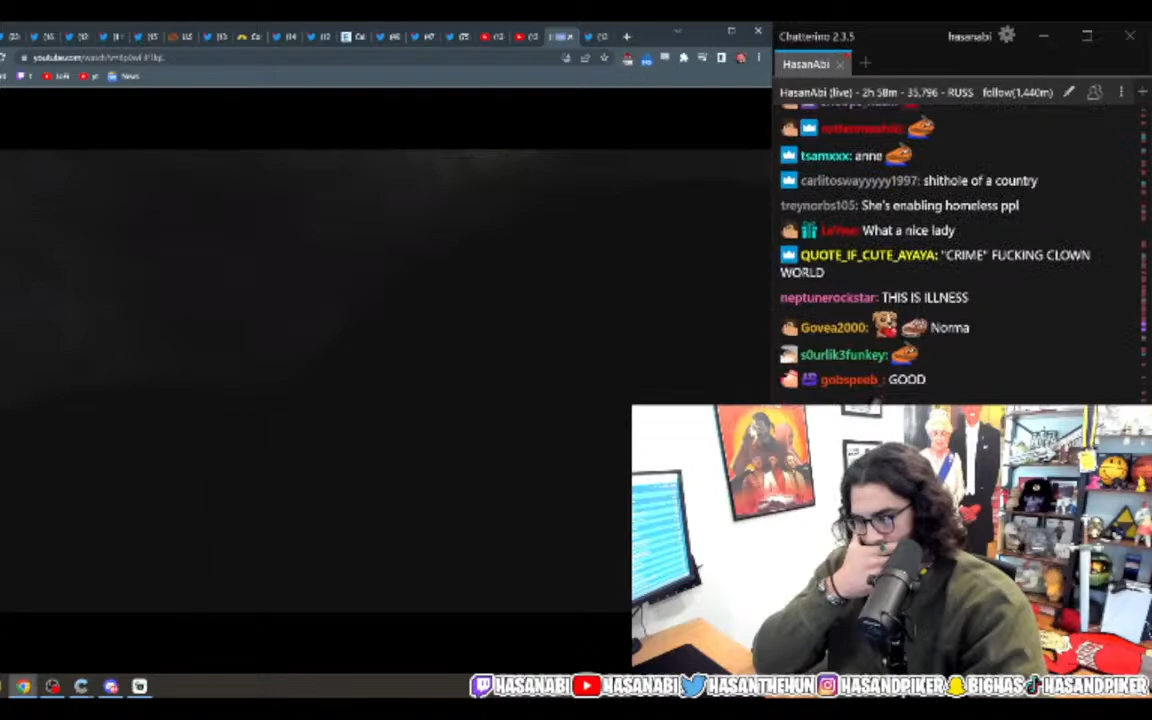 Chatterino 2.3.5
hasanabi
HasanAbi
HasanAbi (live) - 2h 58m - 35,796 - RUSS follow(1,440m)
tsamxxx: anne
carlitoswayyyyy1997: shithole of a country
treynorbs105: She's enabling homeless ppl
What a nice lady
QUOTE_IF_CUTE_AYAYA: "CRIME" FUCKING CLOWN
WORLD
neptunerockstar: THIS IS ILLNESS
Govea2000: Norma
s0urlik3funkey:
gobspeeb_: GOOD
News
HASANABI HASANABI HASANTHEHUN HASANDPIKER BIGHAS HASANDPIKER